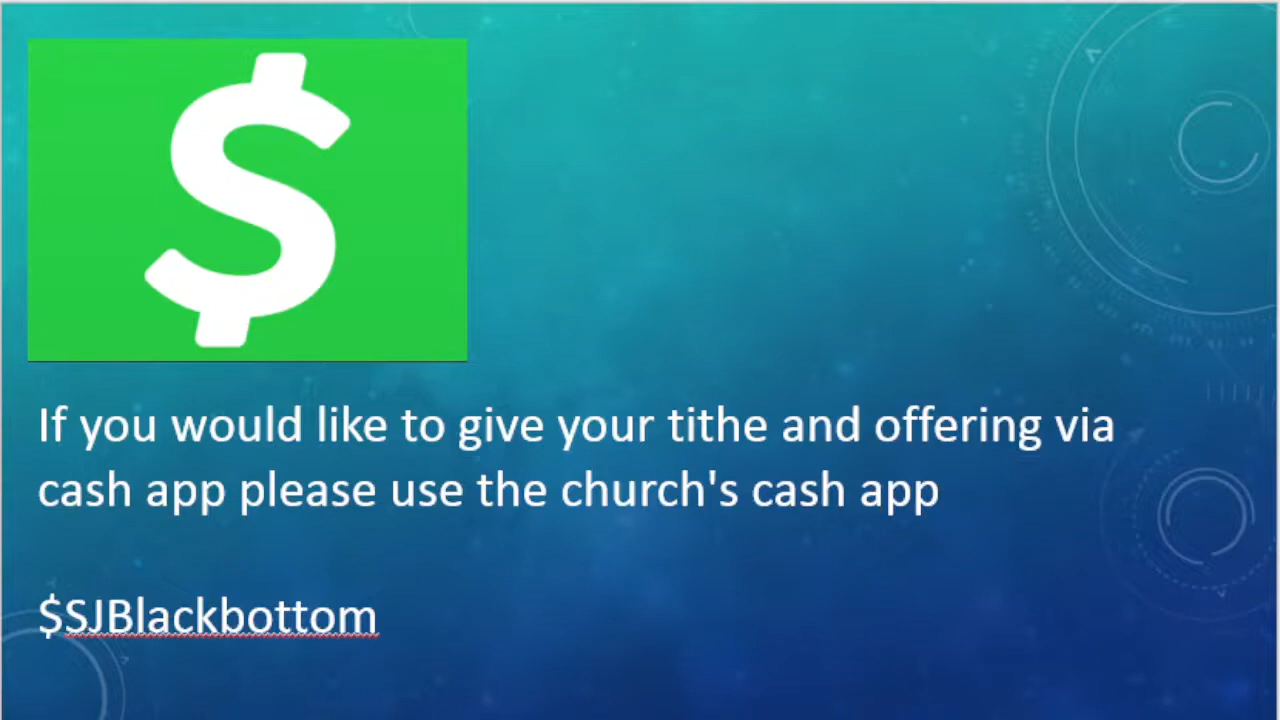 $
If you would like to give your tithe and offering via
cash app please use the church's cash app
$SJBlackbottom